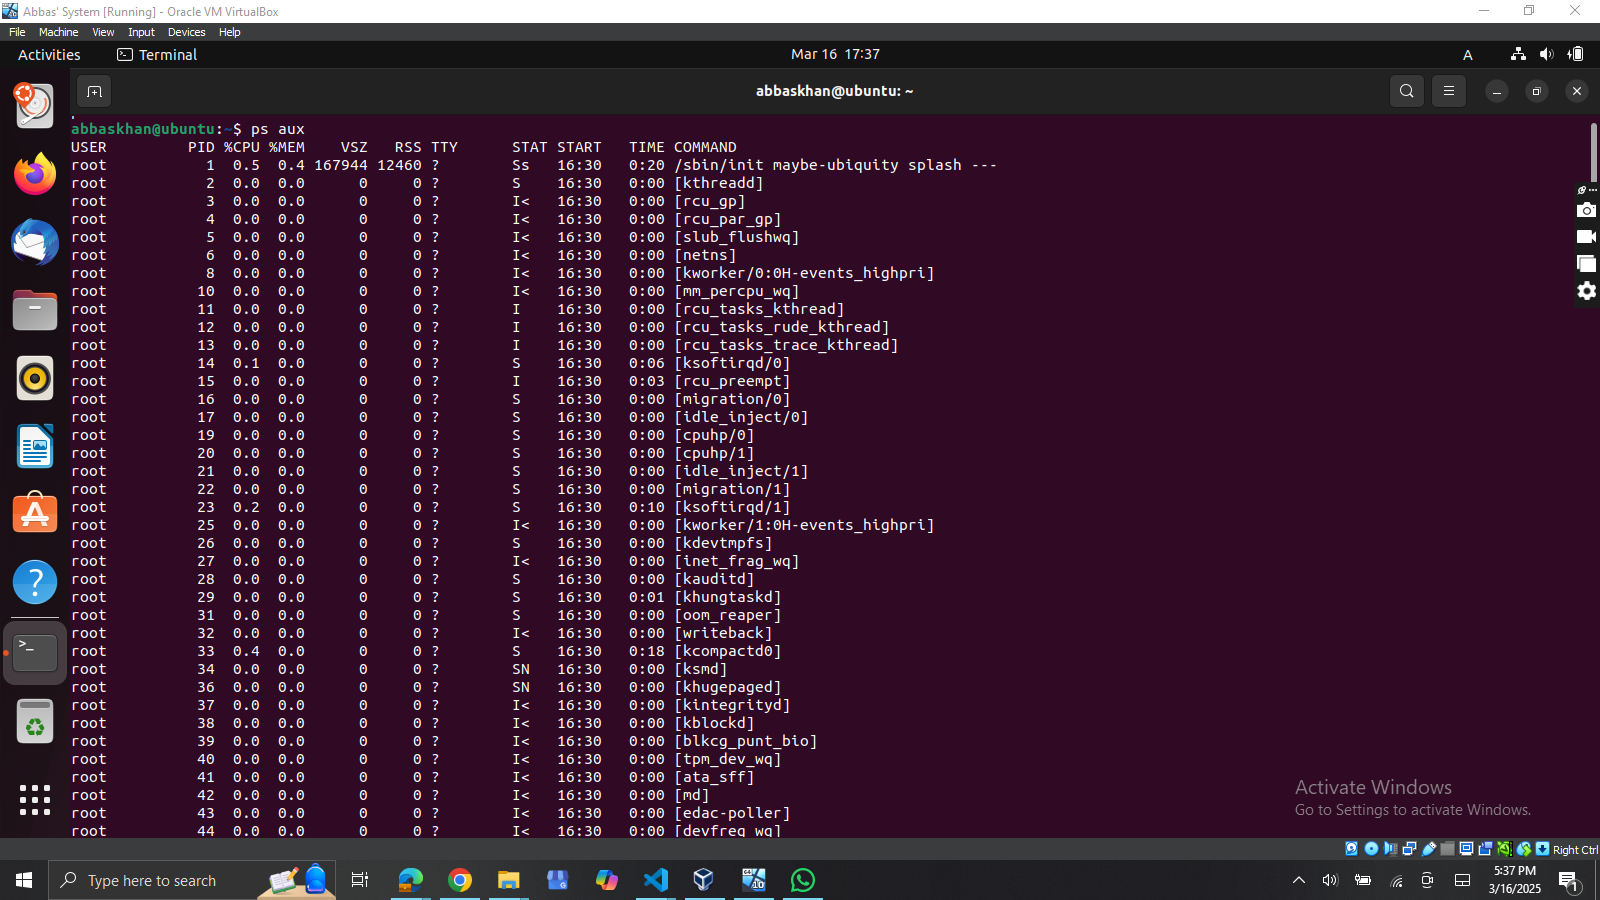 Abbas' System [Running] - Oracle VM VirtualBox
File Machine View Input Devices Help
Activities Terminal Mar 16 17:37 A
abbaskhan@ubuntu: ~
abbaskhan@ubuntu:~$ ps aux
USER PID %CPU %MEM VSZ RSS TTY STAT START TIME COMMAND
root 1 0.5 0.4 167944 12460 ? Ss 16:30 0:20 /sbin/init maybe-ubiquity splash ---
root 2 0.0 0.0 0 0 ? S 16:30 0:00 [kthreadd]
root 3 0.0 0.0 0 0 ? I< 16:30 0:00 [rcu_gp]
root 4 0.0 0.0 0 0 ? I< 16:30 0:00 [rcu_par_gp]
root 5 0.0 0.0 0 0 ? I< 16:30 0:00 [slub_flushwq]
root 6 0.0 0.0 0 0 ? I< 16:30 0:00 [netns]
root 8 0.0 0.0 0 0 ? I< 16:30 0:00 [kworker/0:0H-events_highpri]
root 10 0.0 0.0 0 0 ? I< 16:30 0:00 [mm_percpu_wq]
root 11 0.0 0.0 0 0 ? I 16:30 0:00 [rcu_tasks_kthread]
root 12 0.0 0.0 0 0 ? I 16:30 0:00 [rcu_tasks_rude_kthread]
root 13 0.0 0.0 0 0 ? I 16:30 0:00 [rcu_tasks_trace_kthread]
root 14 0.1 0.0 0 0 ? S 16:30 0:06 [ksoftirqd/0]
root 15 0.0 0.0 0 0 ? I 16:30 0:03 [rcu_preempt]
root 16 0.0 0.0 0 0 ? S 16:30 0:00 [migration/0]
root 17 0.0 0.0 0 0 ? S 16:30 0:00 [idle_inject/0]
root 19 0.0 0.0 0 0 ? S 16:30 0:00 [cpuhp/0]
root 20 0.0 0.0 0 0 ? S 16:30 0:00 [cpuhp/1]
root 21 0.0 0.0 0 0 ? S 16:30 0:00 [idle_inject/1]
root 22 0.0 0.0 0 0 ? S 16:30 0:00 [migration/1]
root 23 0.2 0.0 0 0 ? S 16:30 0:10 [ksoftirqd/1]
root 25 0.0 0.0 0 0 ? I< 16:30 0:00 [kworker/1:0H-events_highpri]
root 26 0.0 0.0 0 0 ? S 16:30 0:00 [kdevtmpfs]
root 27 0.0 0.0 0 0 ? I< 16:30 0:00 [inet_frag_wq]
root 28 0.0 0.0 0 0 ? S 16:30 0:00 [kauditd]
root 29 0.0 0.0 0 0 ? S 16:30 0:01 [khungtaskd]
root 31 0.0 0.0 0 0 ? S 16:30 0:00 [oom_reaper]
root 32 0.0 0.0 0 0 ? I< 16:30 0:00 [writeback]
root 33 0.4 0.0 0 0 ? S 16:30 0:18 [kcompactd0]
root 34 0.0 0.0 0 0 ? SN 16:30 0:00 [ksmd]
root 36 0.0 0.0 0 0 ? SN 16:30 0:00 [khugepaged]
root 37 0.0 0.0 0 0 ? I< 16:30 0:00 [kintegrityd]
root 38 0.0 0.0 0 0 ? I< 16:30 0:00 [kblockd]
root 39 0.0 0.0 0 0 ? I< 16:30 0:00 [blkcg_punt_bio]
root 40 0.0 0.0 0 0 ? I< 16:30 0:00 [tpm_dev_wq]
root 41 0.0 0.0 0 0 ? I< 16:30 0:00 [ata_sff]
root 42 0.0 0.0 0 0 ? I< 16:30 0:00 [md]
root 43 0.0 0.0 0 0 ? I< 16:30 0:00 [edac-poller]
root 44 0.0 0.0 0 0 ? I< 16:30 0:00 [devfreq_wq]
Activate Windows
Go to Settings to activate Windows.
Right Ctrl
Type here to search
5:37 PM
3/16/2025
1